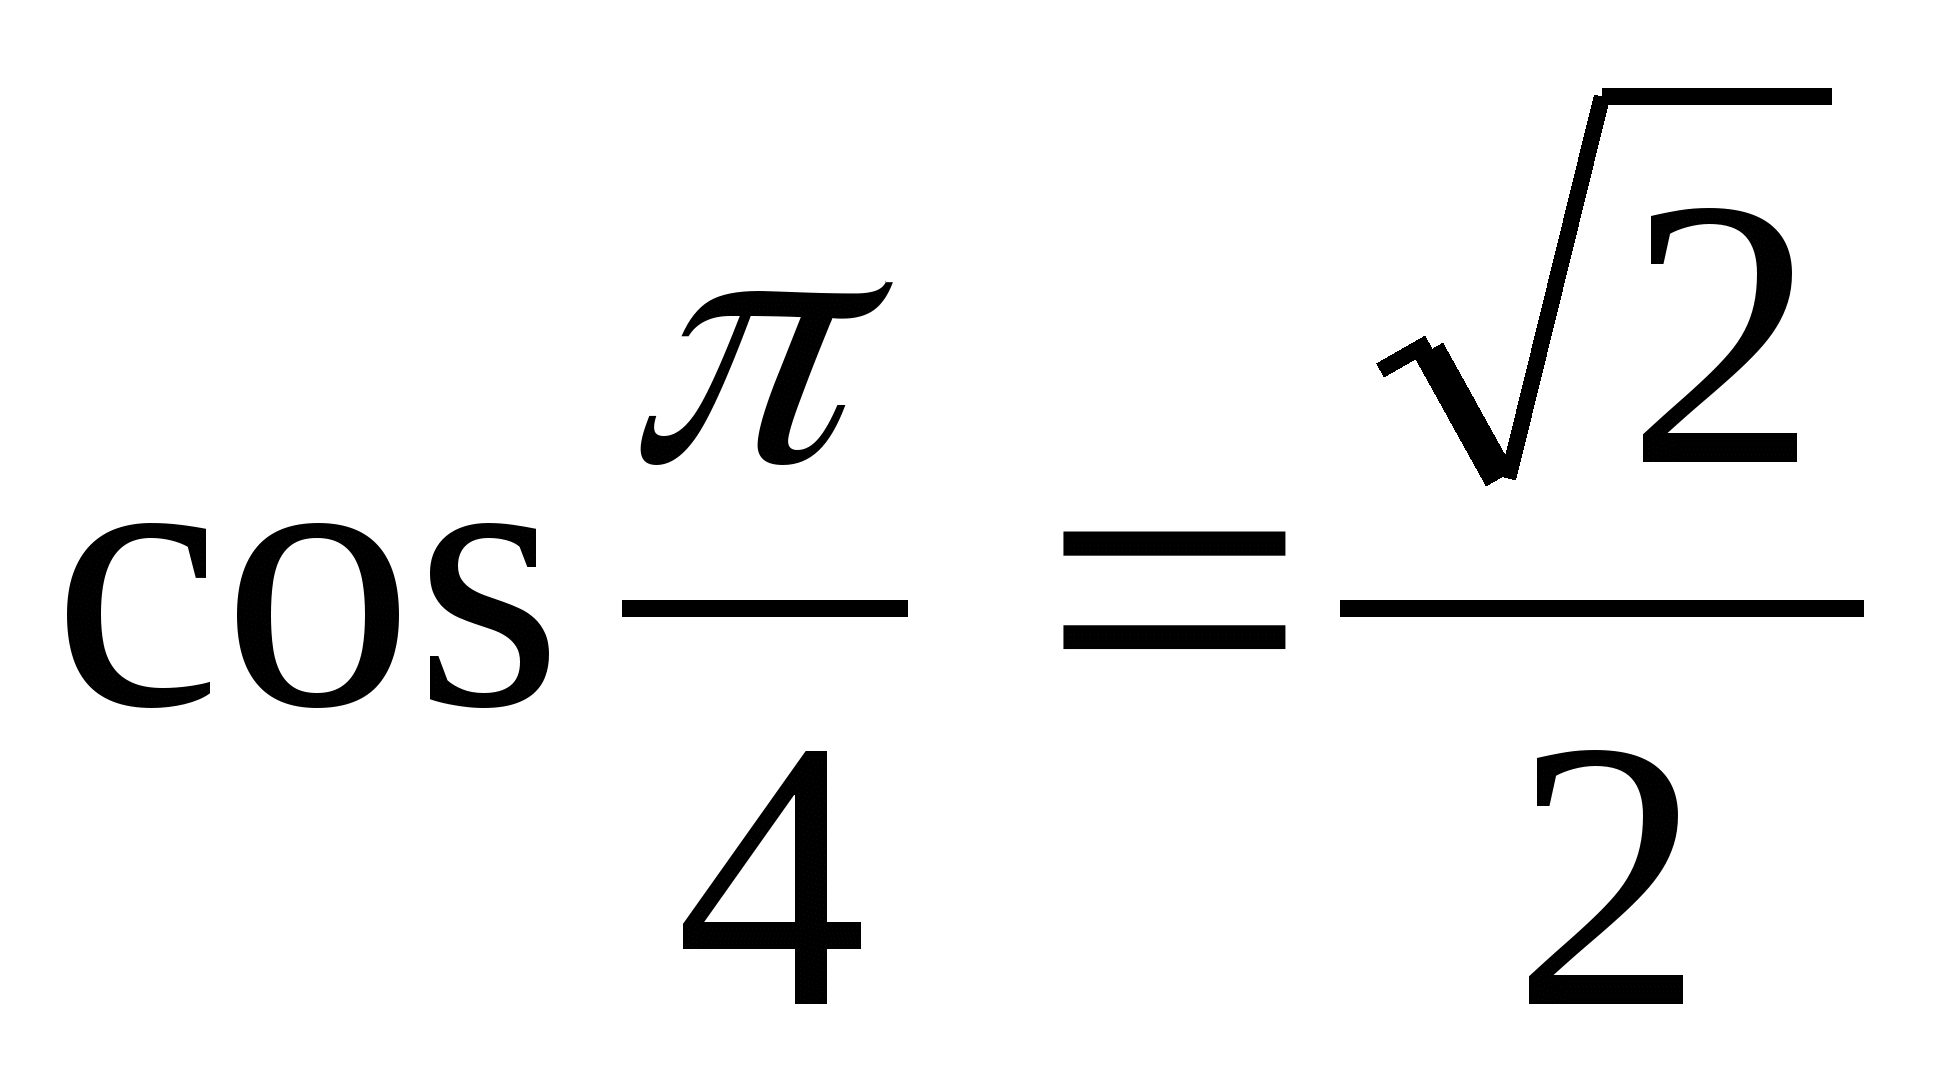 cos π/4 = √2/2